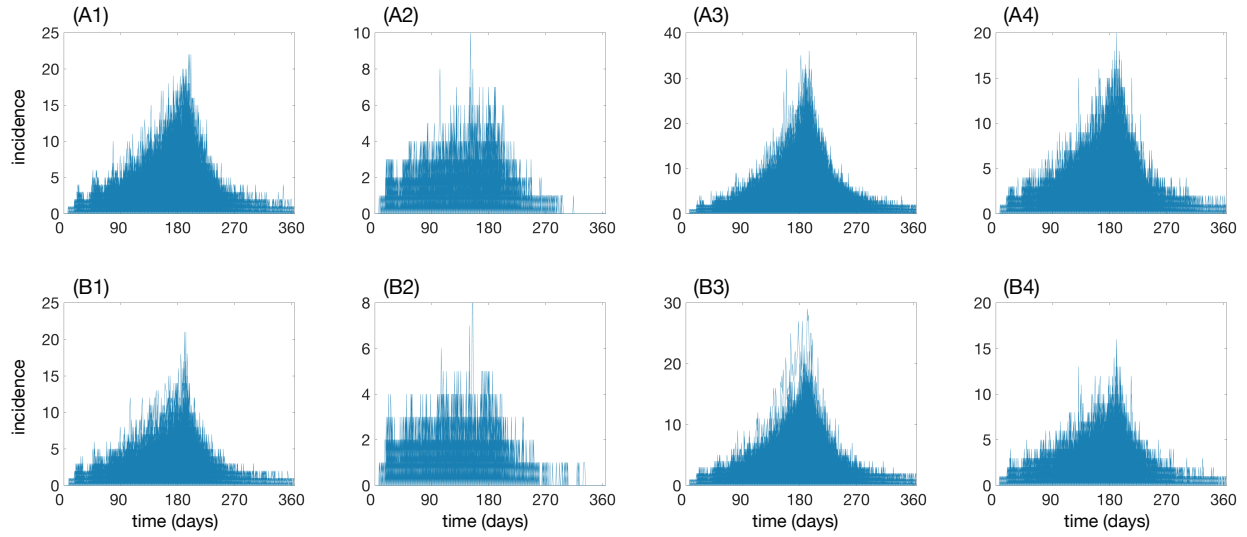 (A1) (A2) (A3) (A4)
25 10 40 20
20 8 30 15
15 6 20 10
10 4 10 5
5 2
0 0 0 0
incidence
0 90 180 270 360 0 90 180 270 360 0 90 180 270 360 0 90 180 270 360
(B1) (B2) (B3) (B4)
25 8 30 20
20 6 20 15
15 4 10 10
10 2 5
5
0 0 0 0
incidence
0 90 180 270 360 0 90 180 270 360 0 90 180 270 360 0 90 180 270 360
time (days) time (days) time (days) time (days)